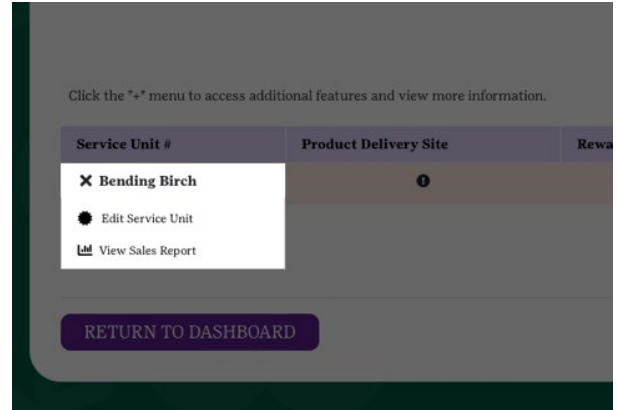 Click the "+" menu to access additional features and view more information.
Service Unit # Product Delivery Site Rewa
Bending Birch
Edit Service Unit
View Sales Report
RETURN TO DASHBOARD